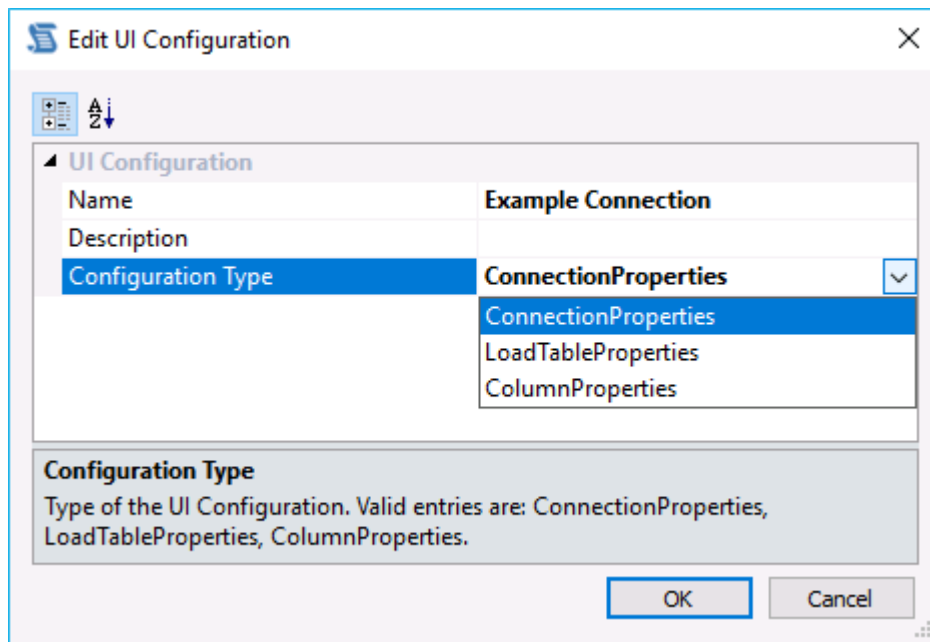 Edit UI Configuration
A
Z
UI Configuration
Name Example Connection
Description
Configuration Type ConnectionProperties
ConnectionProperties
LoadTableProperties
ColumnProperties
Configuration Type
Type of the UI Configuration. Valid entries are: ConnectionProperties,
LoadTableProperties, ColumnProperties.
OK Cancel